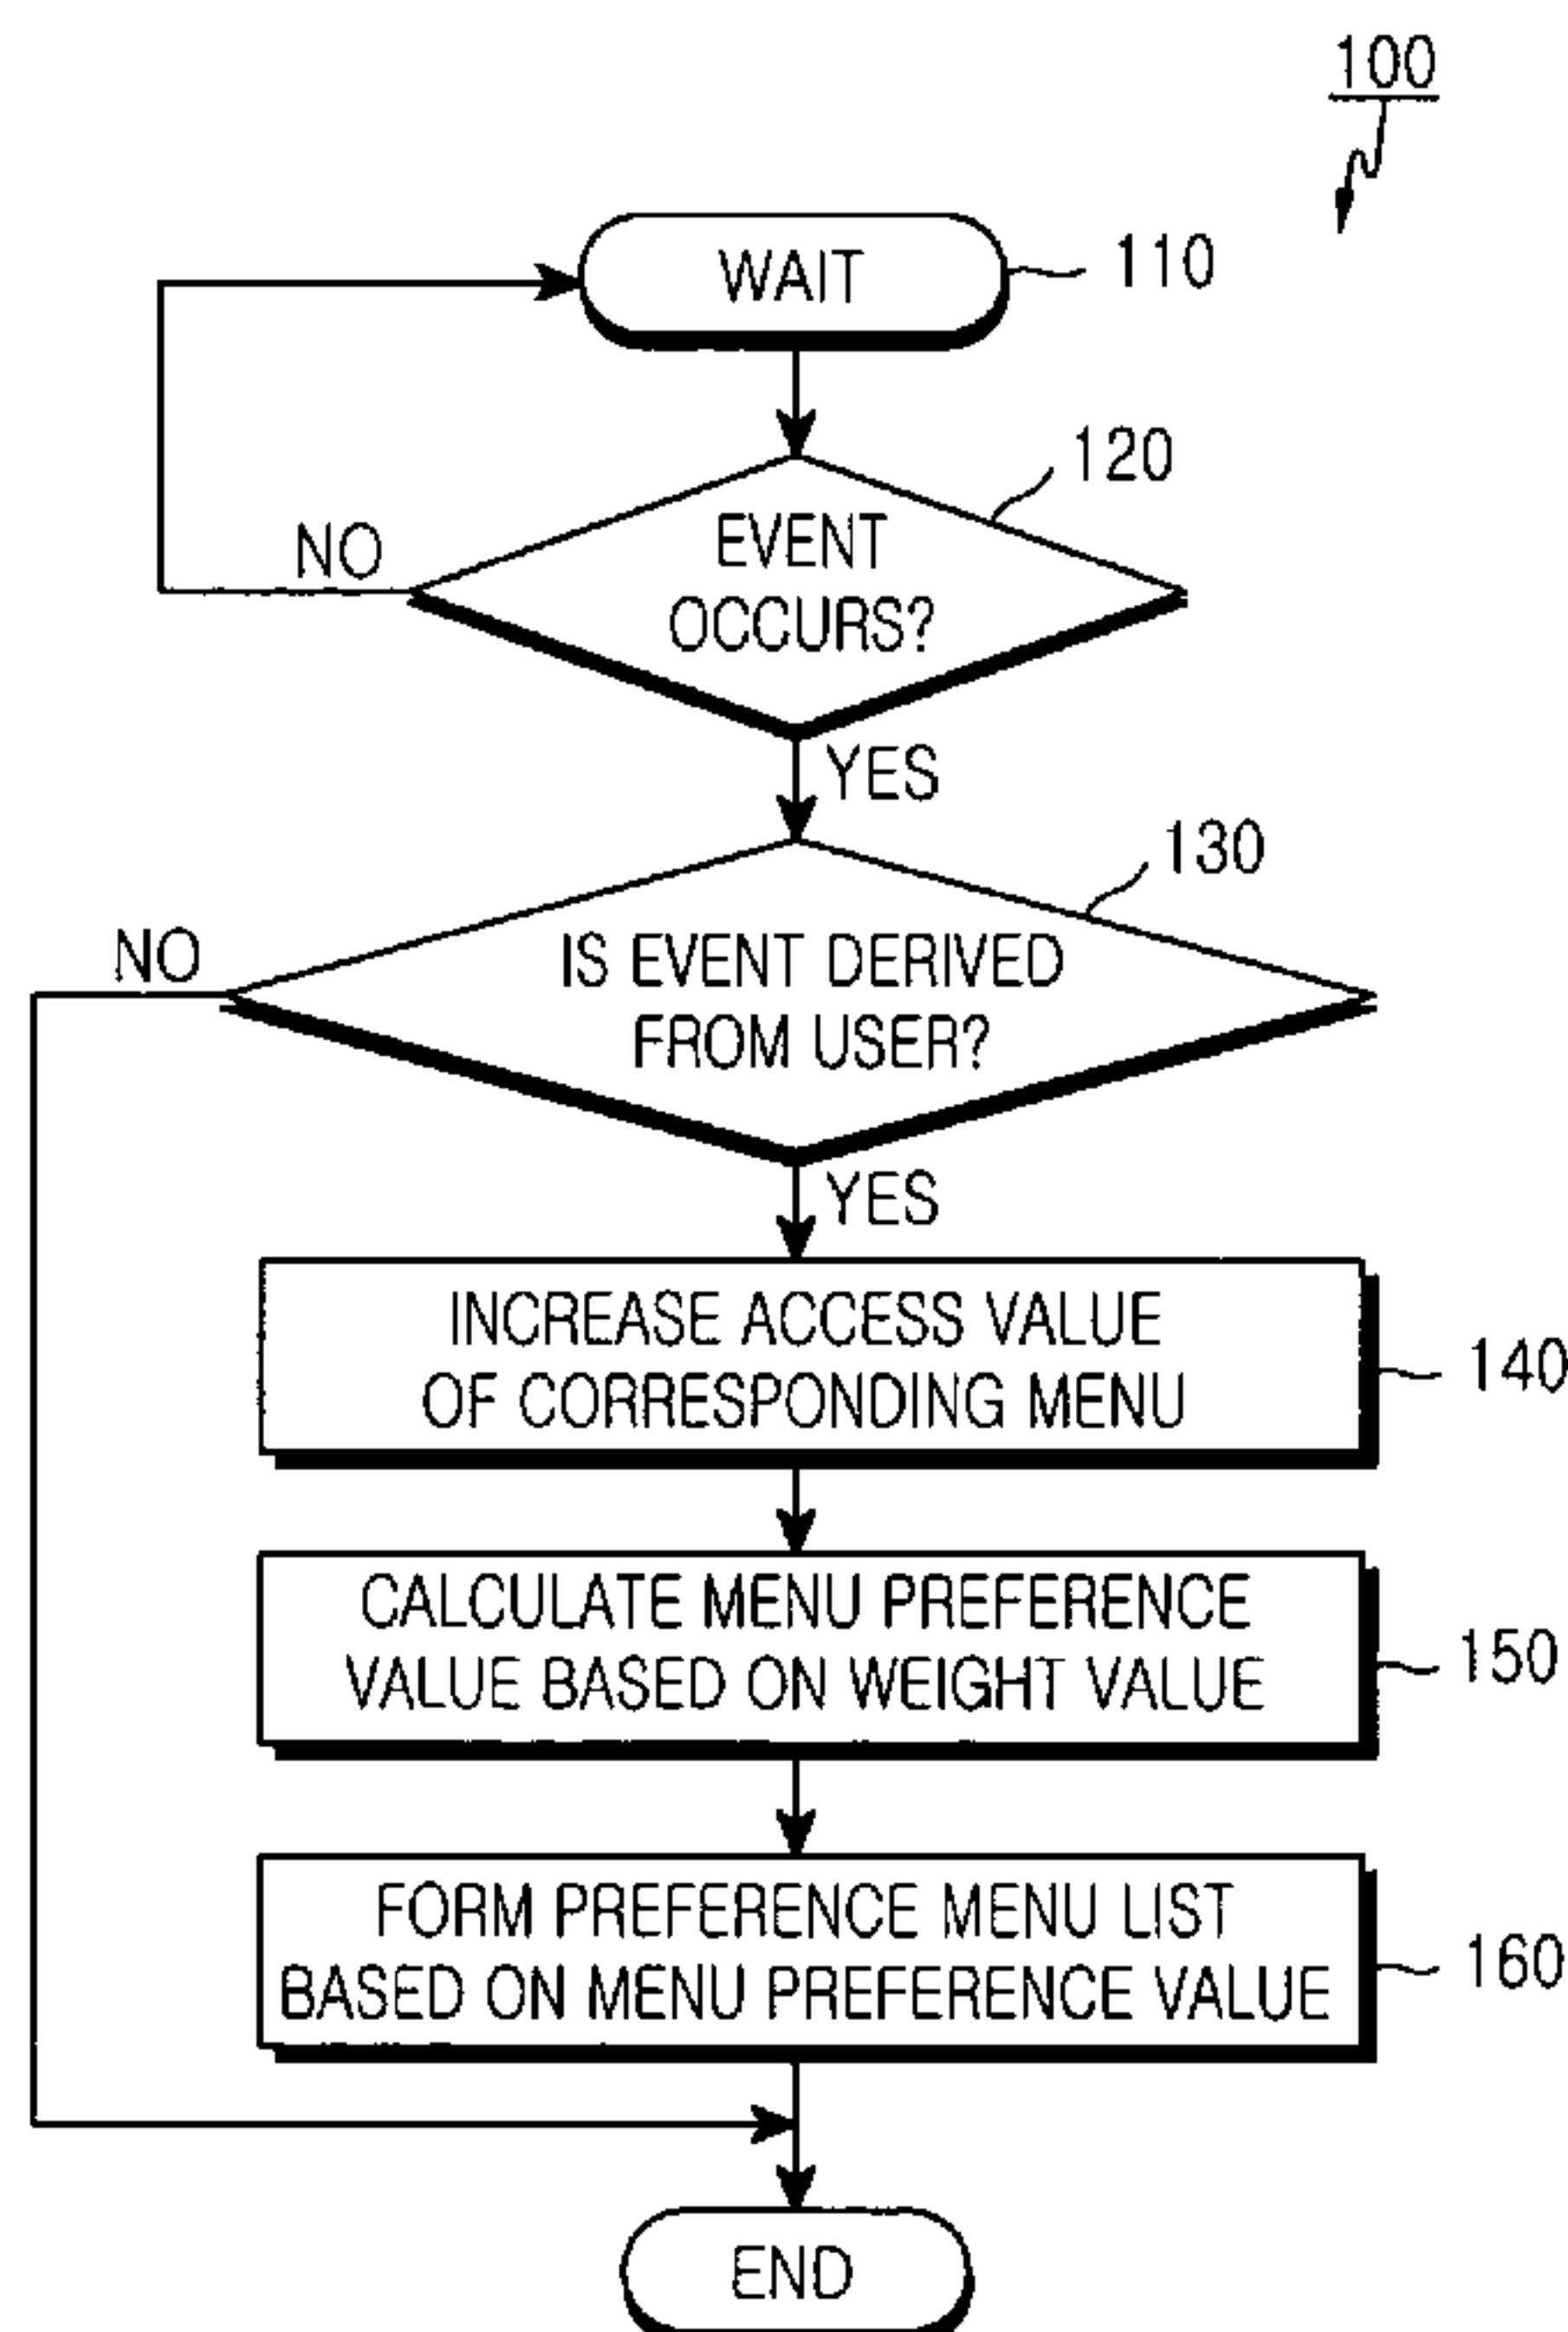 100
WAIT
110
120
EVENT
OCCURS?
NO
YES
130
NO
IS EVENT DERIVED
FROM USER?
YES
INCREASE ACCESS VALUE
OF CORRESPONDING MENU
140
CALCULATE MENU PREFERENCE
VALUE BASED ON WEIGHT VALUE
150
FORM PREFERENCE MENU LIST
BASED ON MENU PREFERENCE VALUE
160
END